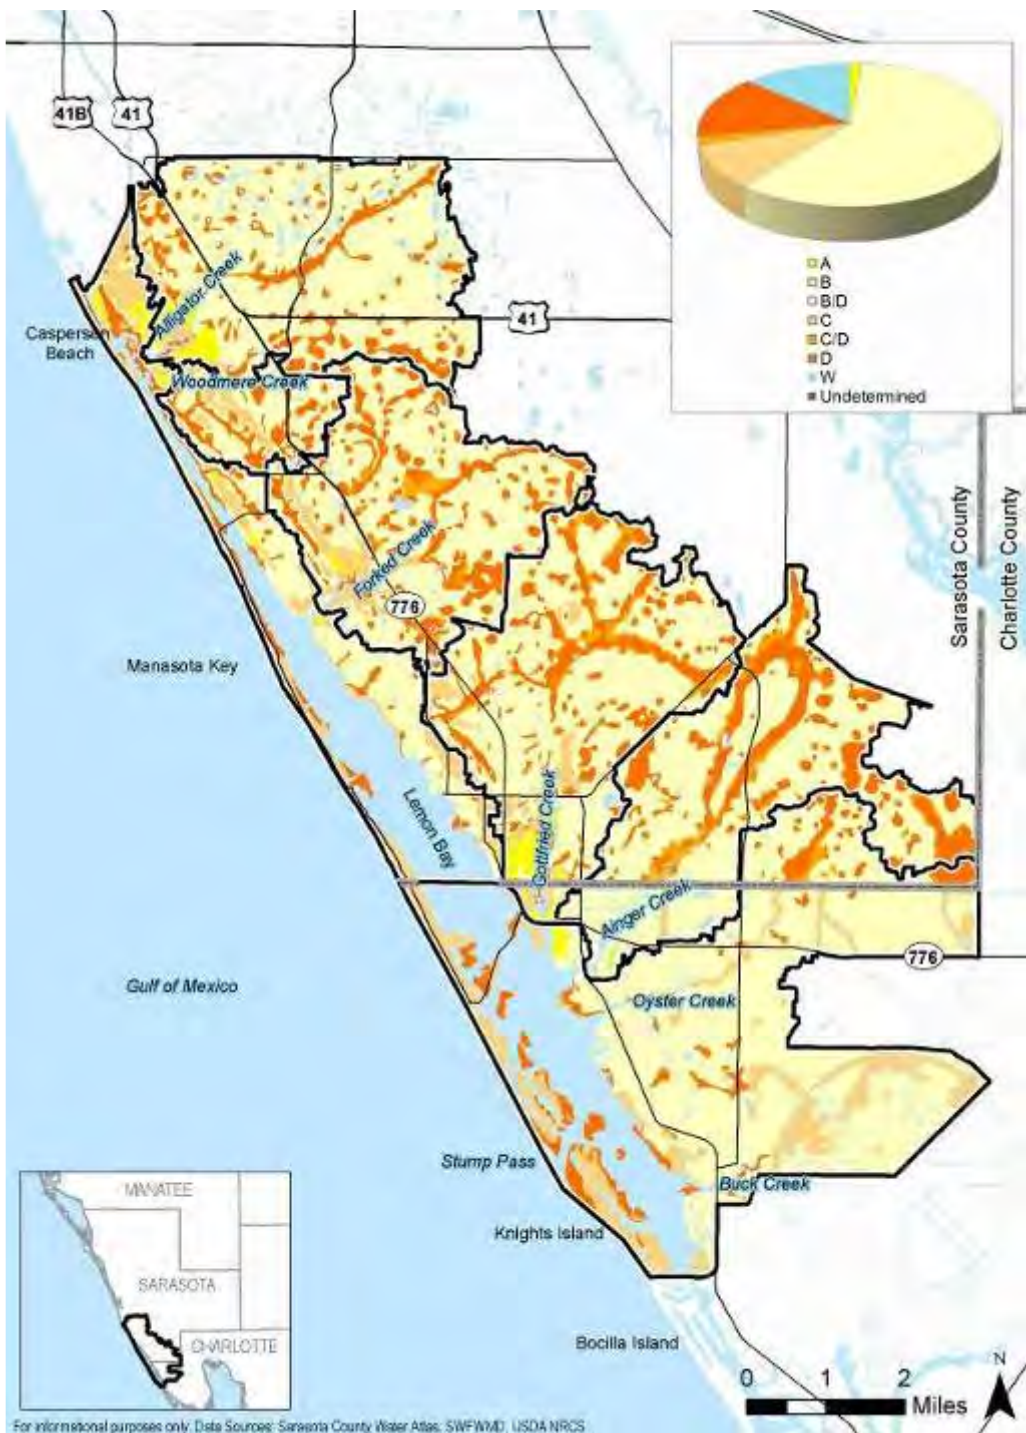 41B
41
A
B
B/D
C
C/D
D
W
Undetermined
Alligator Creek
41
Caspersen
Beach
Woodmere Creek
Sarasota County
Charlotte County
Forked Creek
776
Manasota Key
Lemon Bay
Gottfried Creek
Ainger Creek
776
Gulf of Mexico
Oyster Creek
Stump Pass
Buck Creek
Knights Island
MANATEE
SARASOTA
CHARLOTTE
Bocilla Island
N
0 1 2
Miles
For informational purposes only. Data Sources: Sarasota County Water Atlas, SWFWMD, USDA NRCS